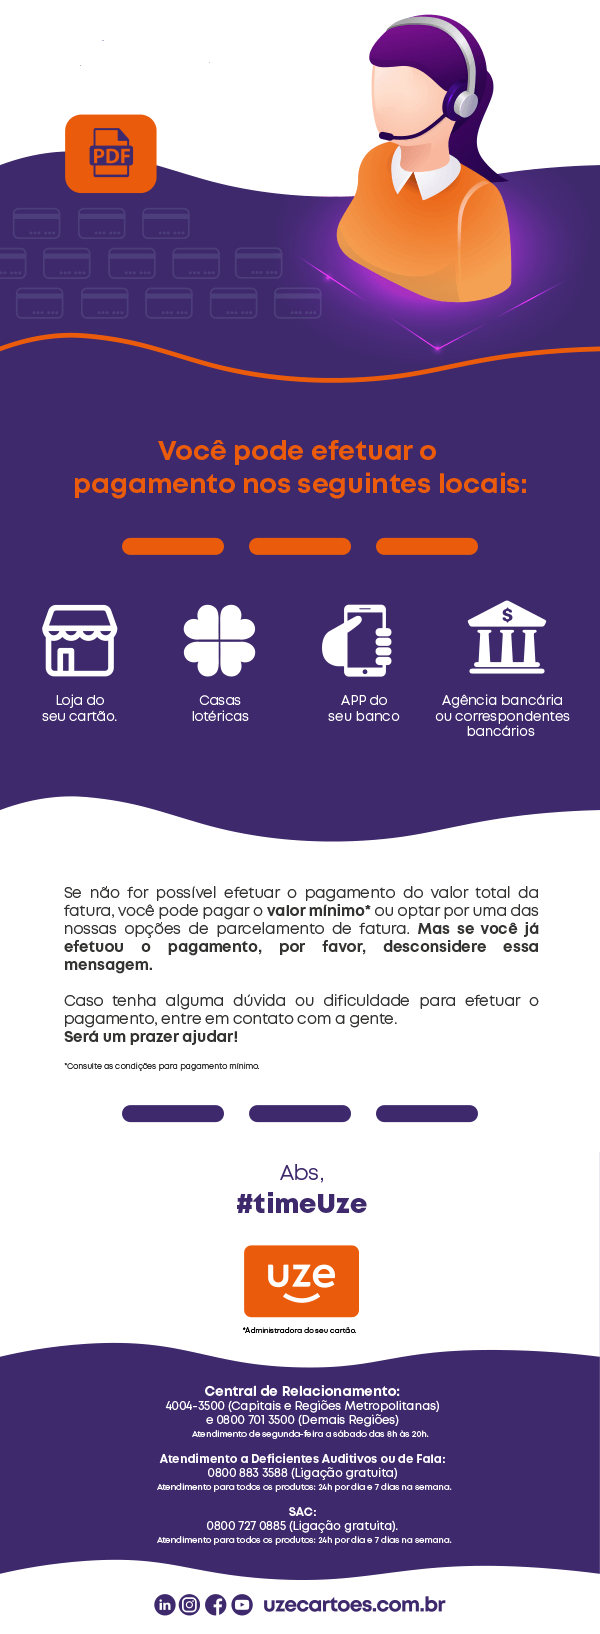 PDF
Você pode efetuar o
pagamento nos seguintes locais:
$
Loja do
seu cartão.
Casas
lotéricas
APP do
seu banco
Agência bancária
ou correspondentes
bancários
Se não for possível efetuar o pagamento do valor total da
fatura, você pode pagar o valor mínimo* ou optar por uma das
nossas opções de parcelamento de fatura. Mas se você já
efetuou o pagamento, por favor, desconsidere essa
mensagem.
Caso tenha alguma dúvida ou dificuldade para efetuar o
pagamento, entre em contato com a gente.
Será um prazer ajudar!
*Consulte as condições para pagamento mínimo.
Abs,
#timeUze
uze
*Administradora do seu cartão.
Central de Relacionamento:
4004-3500 (Capitais e Regiões Metropolitanas)
e 0800 701 3500 (Demais Regiões)
Atendimento de segunda-feira a sábado das 8h às 20h.
Atendimento a Deficientes Auditivos ou de Fala:
0800 883 3588 (Ligação gratuita)
Atendimento para todos os produtos: 24h por dia e 7 dias na semana.
SAC:
0800 727 0885 (Ligação gratuita).
Atendimento para todos os produtos: 24h por dia e 7 dias na semana.
uzecartoes.com.br